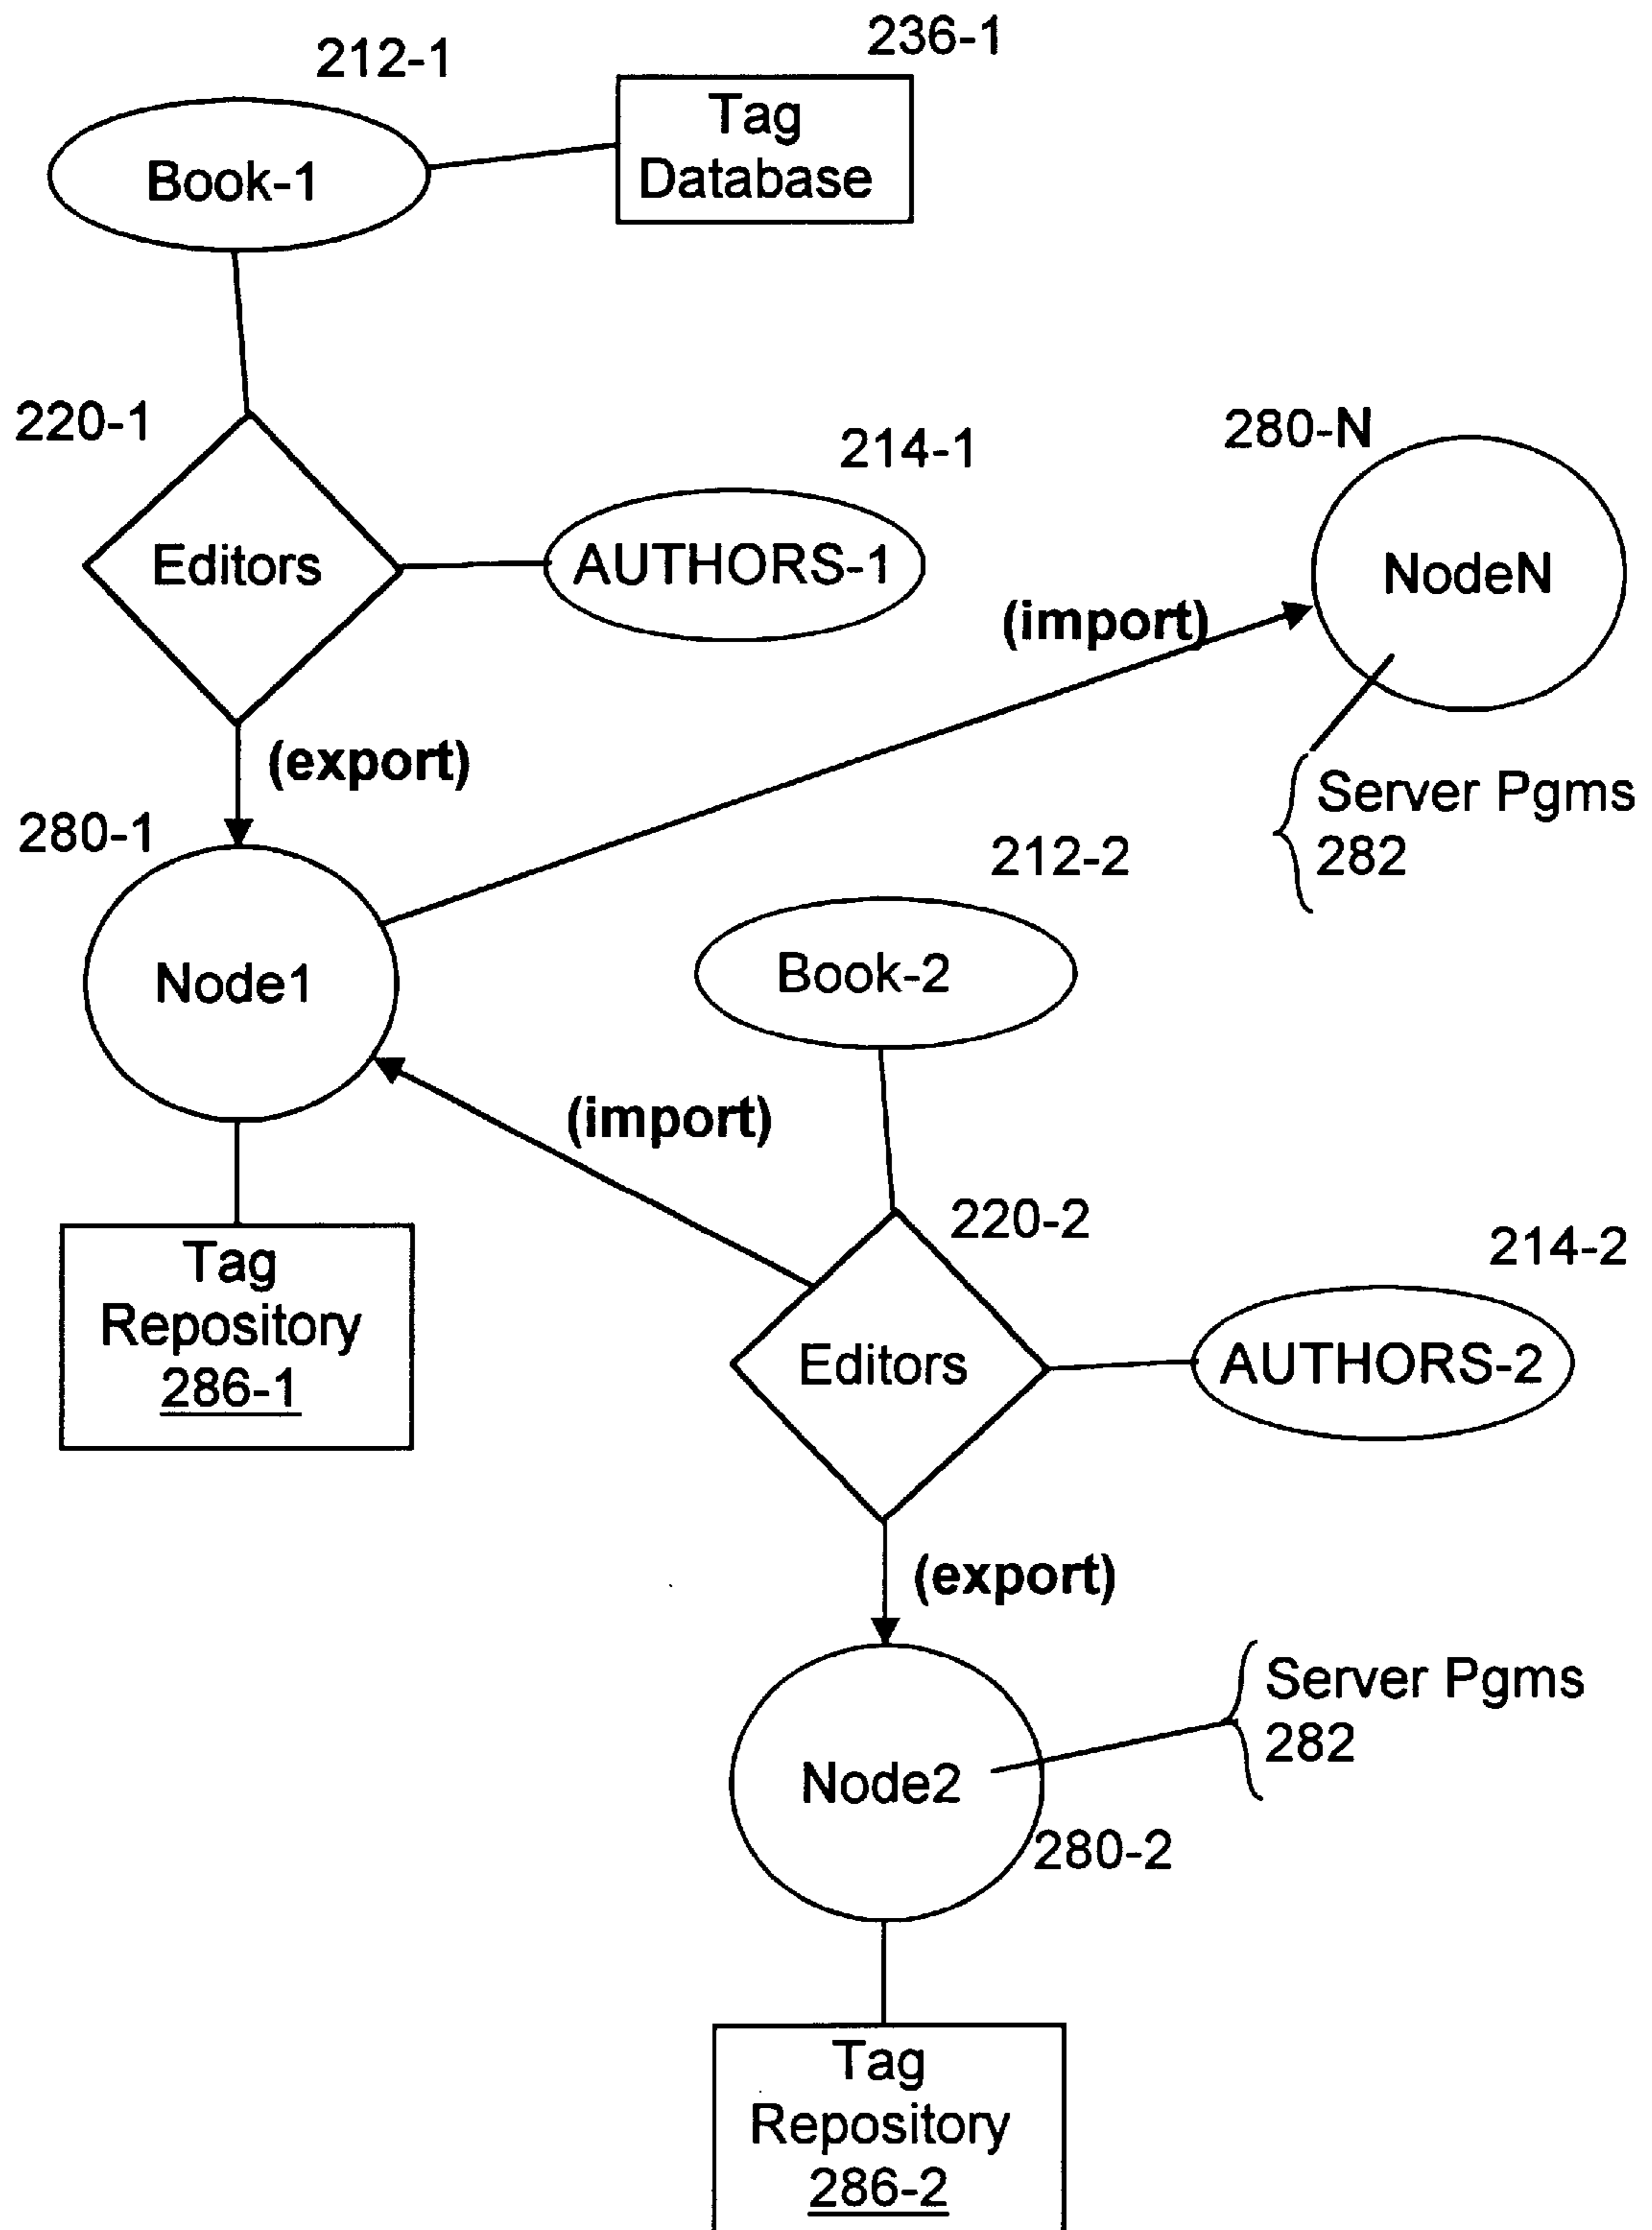 236-1
212-1
Tag
Database
Book-1
220-1
214-1
280-N
Editors
AUTHORS-1
NodeN
(import)
(export)
Server Pgms
282
280-1
212-2
Node1
Book-2
(import)
220-2
214-2
Tag
Repository
286-1
Editors
AUTHORS-2
(export)
Server Pgms
282
Node2
280-2
Tag
Repository
286-2